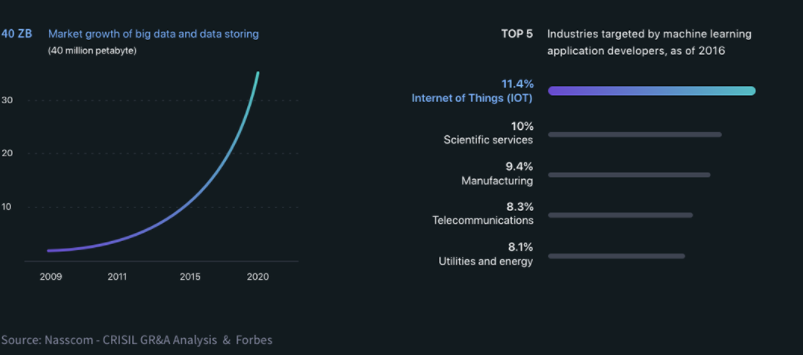 40 ZB
Market growth of big data and data storing
(40 million petabyte)
30
20
10
2009
2011
2015
2020
TOP 5
Industries targeted by machine learning
application developers, as of 2016
11.4%
Internet of Things (IOT)
10%
Scientific services
9.4%
Manufacturing
8.3%
Telecommunications
8.1%
Utilities and energy
Source: Nasscom - CRISIL GR&A Analysis & Forbes